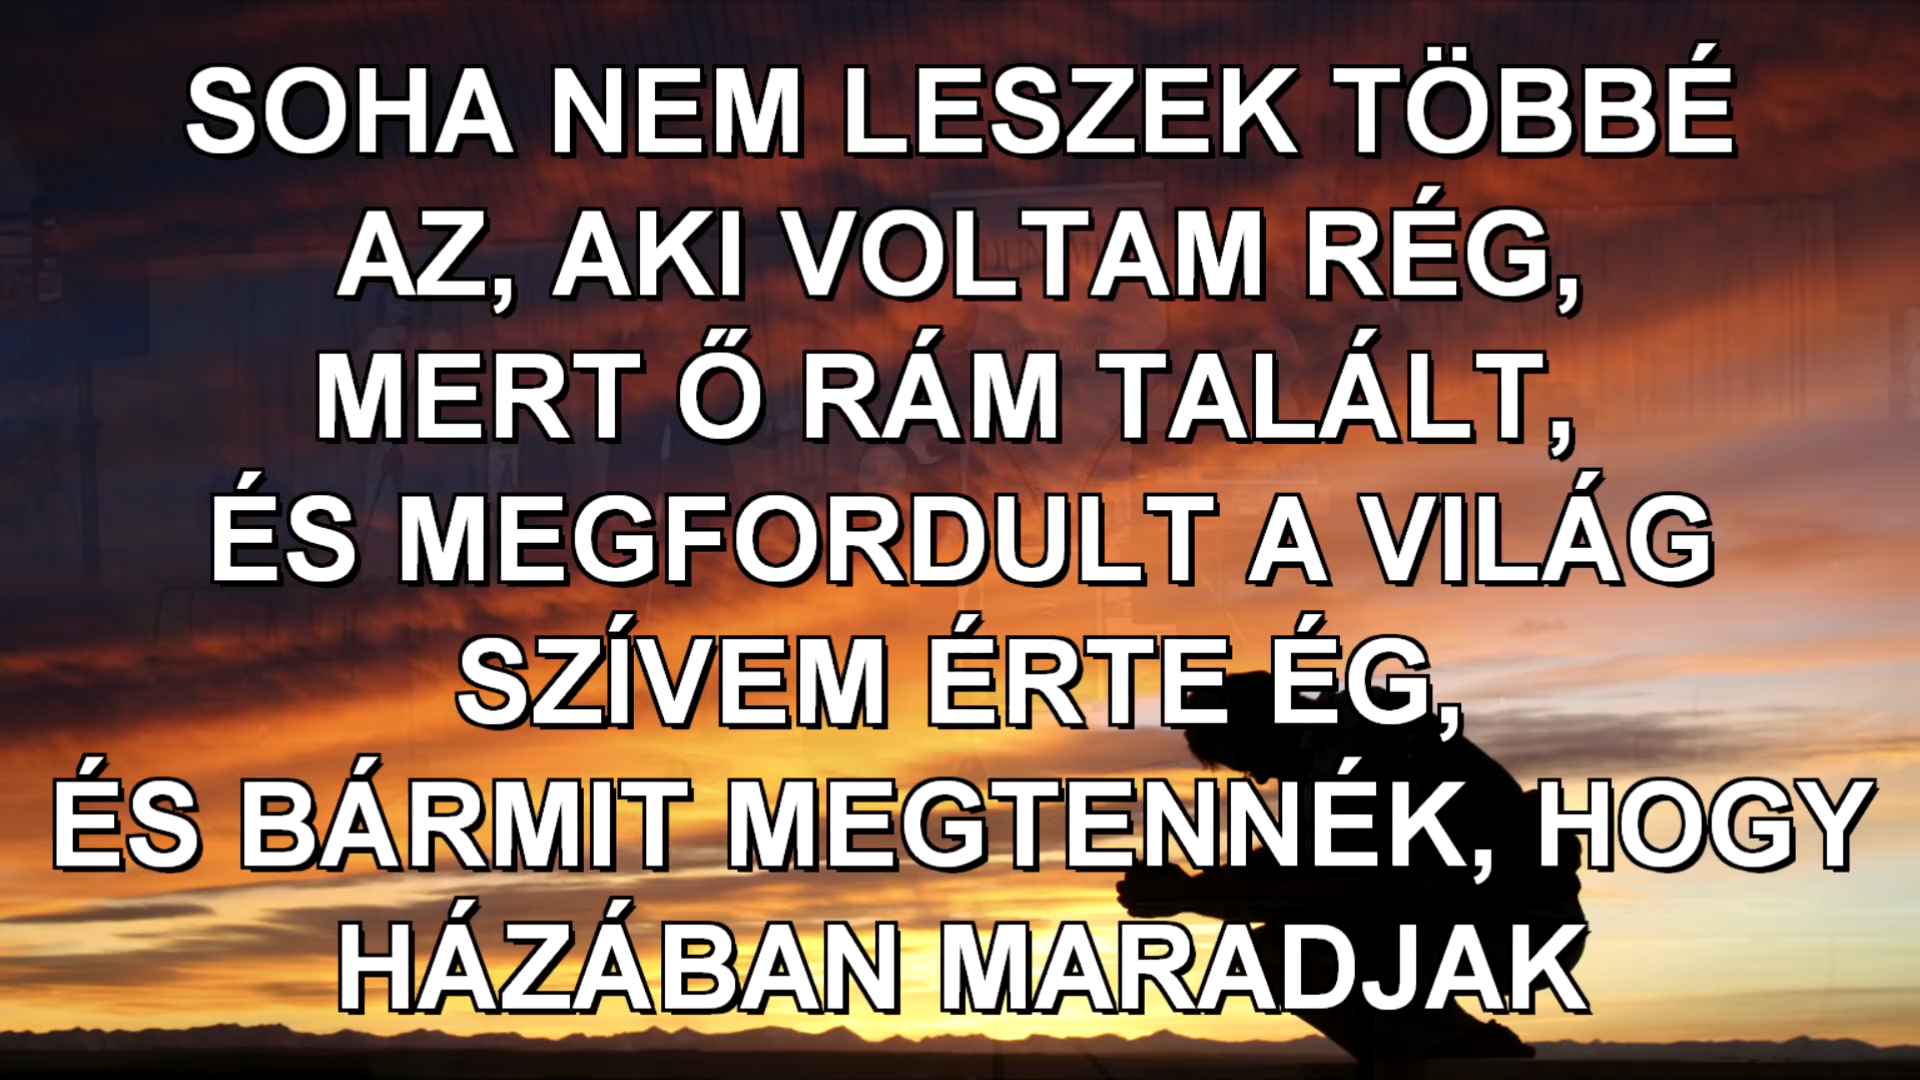 SOHA NEM LESZEK TÖBBÉ
AZ, AKI VOLTAM RÉG,
MERT Ő RÁM TALÁLT,
ÉS MEGFORDULT A VILÁG
SZÍVEM ÉRTE ÉG,
ÉS BÁRMIT MEGTENNÉK, HOGY
HÁZÁBAN MARADJAK